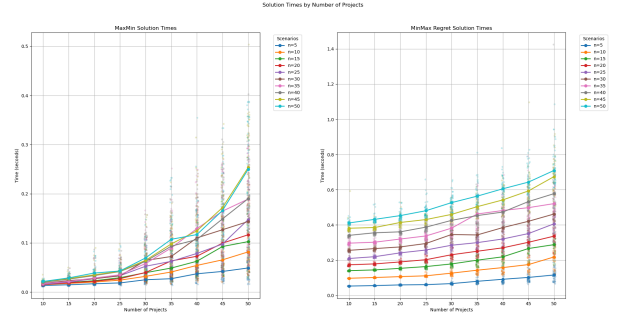 Solution Times by Number of Projects
MaxMin Solution Times
MinMax Regret Solution Times
Scenarios
n=5
n=10
n=15
n=20
n=25
n=30
n=35
n=40
n=45
n=50
Scenarios
n=5
n=10
n=15
n=20
n=25
n=30
n=35
n=40
n=45
n=50
Time (seconds)
0.5
0.4
0.3
0.2
0.1
0.0
10 15 20 25 30 35 40 45 50
Number of Projects
Time (seconds)
1.4
1.2
1.0
0.8
0.6
0.4
0.2
0.0
10 15 20 25 30 35 40 45 50
Number of Projects